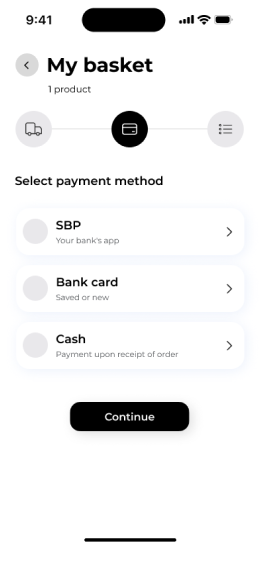 9:41
My basket
1 product
Select payment method
SBP
Your bank's app
Bank card
Saved or new
Cash
Payment upon receipt of order
Continue